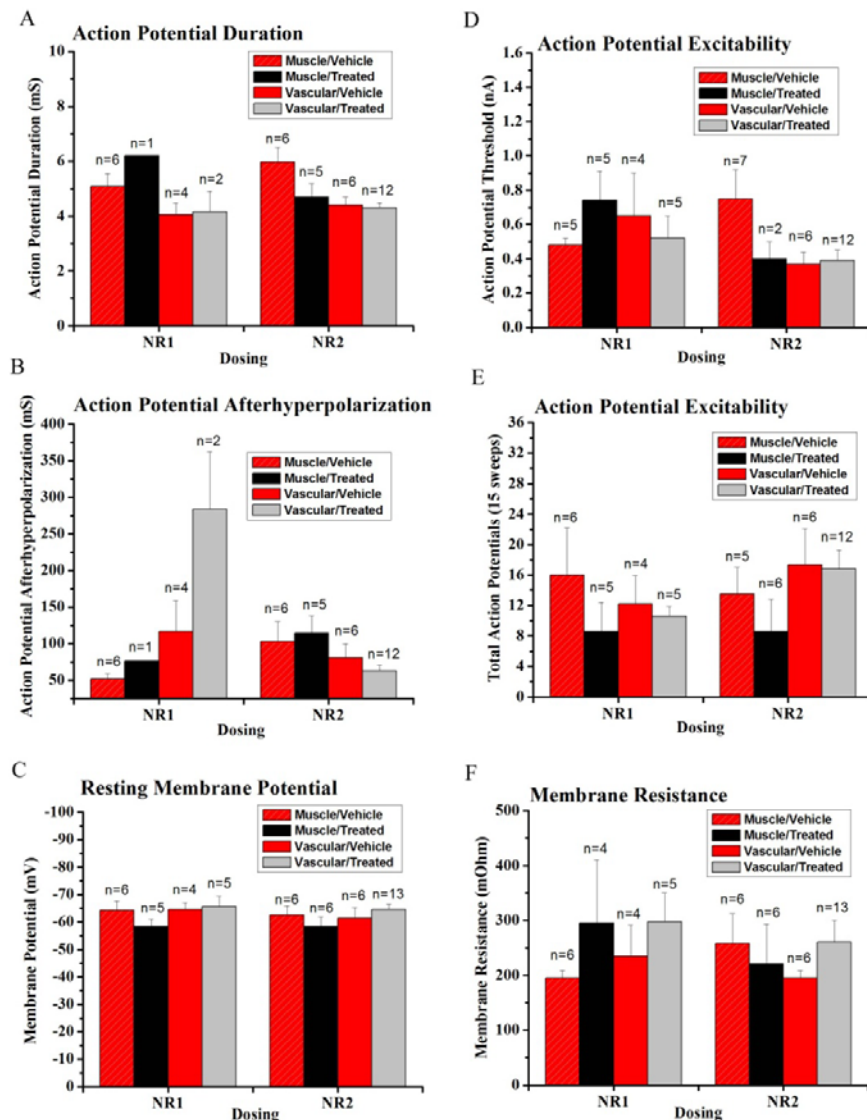 A
Action Potential Duration
Action Potential Duration (mS)
6
4
2
0
Muscle/Vehicle
Muscle/Treated
Vascular/Vehicle
Vascular/Treated
n=6
n=1
n=4
n=2
n=6
n=5
n=6
n=12
NR1
NR2
Dosing
B
Action Potential Afterhyperpolarization
Action Potential Afterhyperpolarization (mS)
400
350
300
250
200
150
100
50
Muscle/Vehicle
Muscle/Treated
Vascular/Vehicle
Vascular/Treated
n=6
n=1
n=4
n=2
n=6
n=5
n=6
n=12
NR1
NR2
Dosing
C
Resting Membrane Potential
Membrane Potential (mV)
-100
-90
-80
-70
-60
-50
-40
-30
-20
-10
0
Muscle/Vehicle
Muscle/Treated
Vascular/Vehicle
Vascular/Treated
n=6
n=5
n=4
n=5
n=6
n=6
n=6
n=13
NR1
NR2
Dosing
D
Action Potential Excitability
Action Potential Threshold (nA)
1.6
1.4
1.2
1.0
0.8
0.6
0.4
0.2
0.0
Muscle/Vehicle
Muscle/Treated
Vascular/Vehicle
Vascular/Treated
n=5
n=5
n=4
n=5
n=7
n=2
n=6
n=12
NR1
NR2
Dosing
E
Action Potential Excitability
Total Action Potentials (15 sweeps)
36
32
28
24
20
16
12
8
4
0
Muscle/Vehicle
Muscle/Treated
Vascular/Vehicle
Vascular/Treated
n=6
n=5
n=4
n=5
n=5
n=6
n=6
n=12
NR1
NR2
Dosing
F
Membrane Resistance
Membrane Resistance (mOhm)
500
400
300
200
100
0
Muscle/Vehicle
Muscle/Treated
Vascular/Vehicle
Vascular/Treated
n=6
n=4
n=4
n=5
n=6
n=6
n=6
n=13
NR1
NR2
Dosing